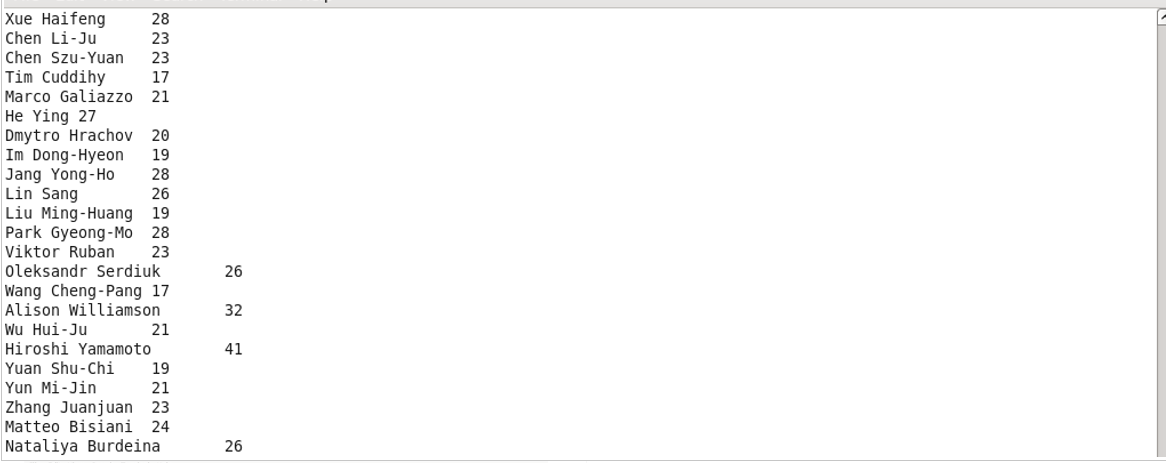 Xue Haifeng 28
Chen Li-Ju 23
Chen Szu-Yuan 23
Tim Cuddihy 17
Marco Galiazzo 21
He Ying 27
Dmytro Hrachov 20
Im Dong-Hyeon 19
Jang Yong-Ho 28
Lin Sang 26
Liu Ming-Huang 19
Park Gyeong-Mo 28
Viktor Ruban 23
Oleksandr Serdiuk 26
Wang Cheng-Pang 17
Alison Williamson 32
Wu Hui-Ju 21
Hiroshi Yamamoto 41
Yuan Shu-Chi 19
Yun Mi-Jin 21
Zhang Juanjuan 23
Matteo Bisiani 24
Nataliya Burdeina 26